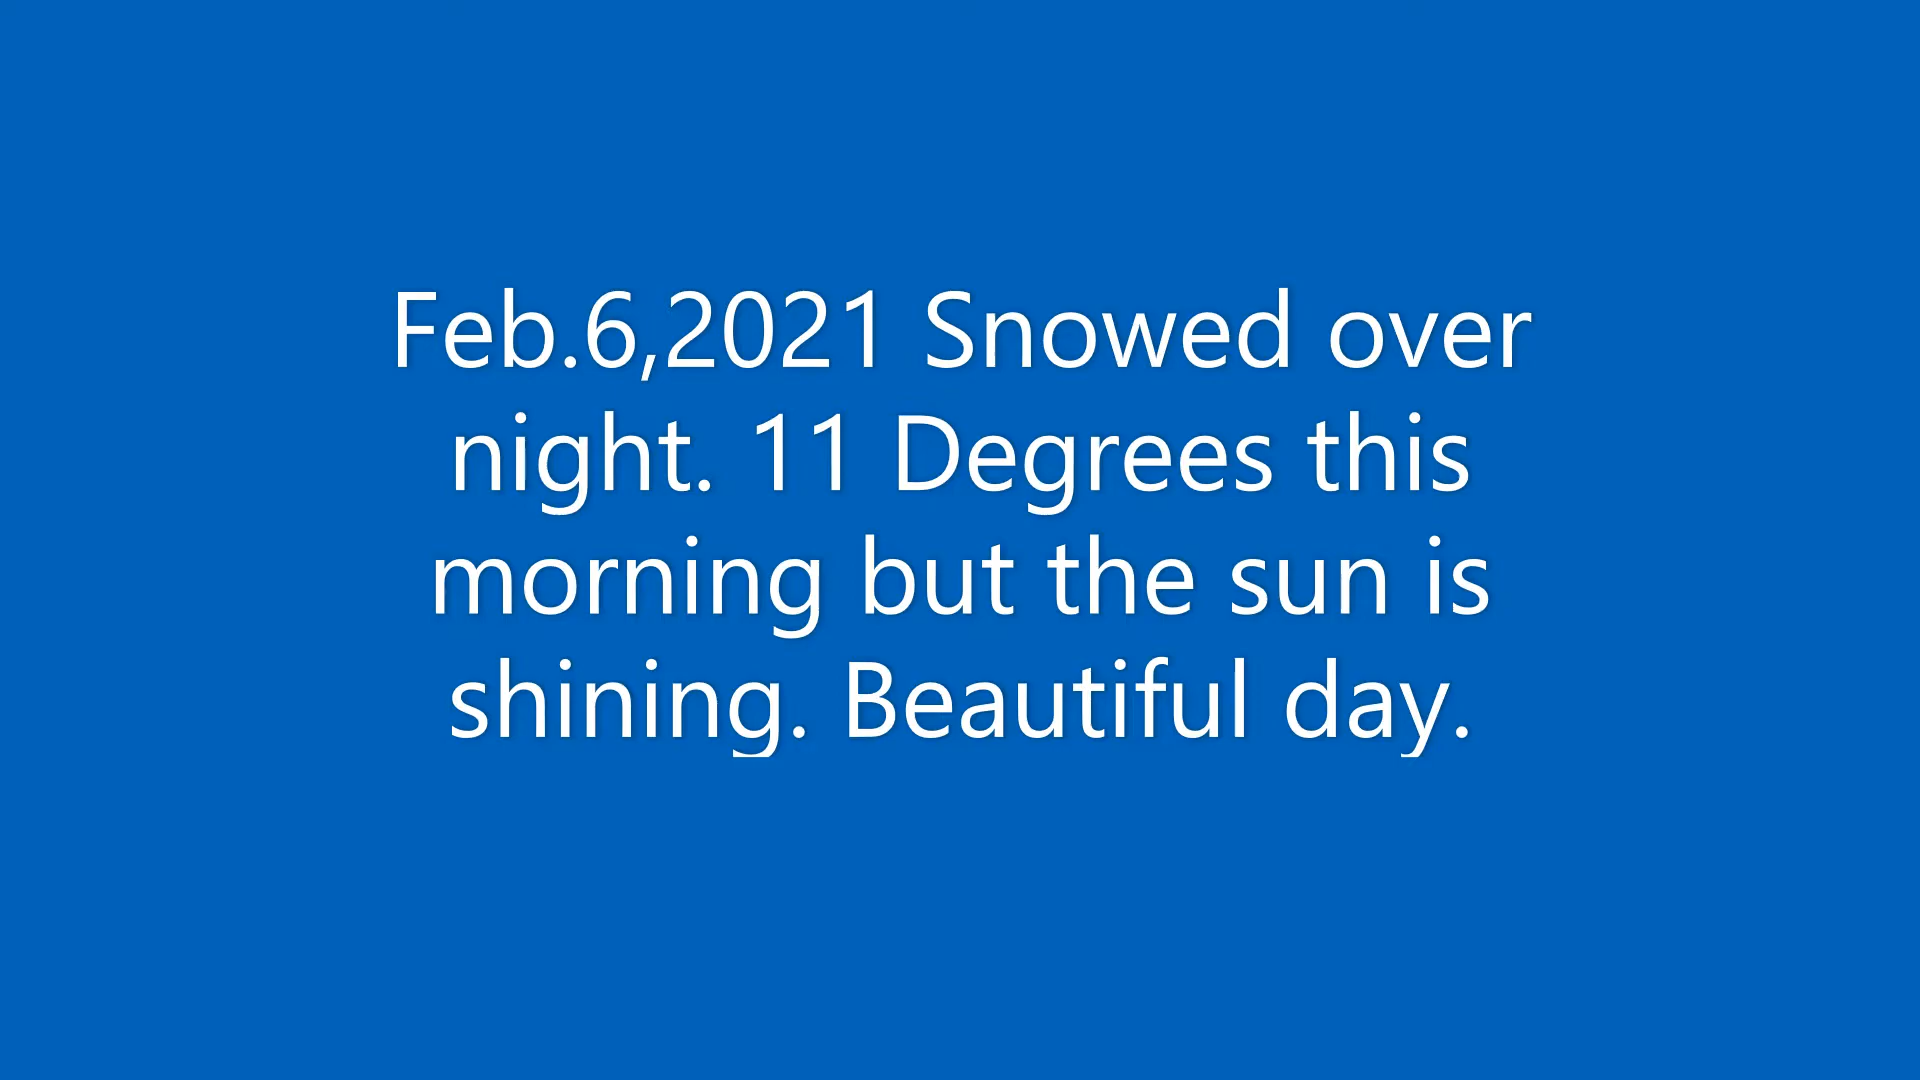 Feb.6,2021 Snowed over
night. 11 Degrees this
morning but the sun is
shining. Beautiful day.